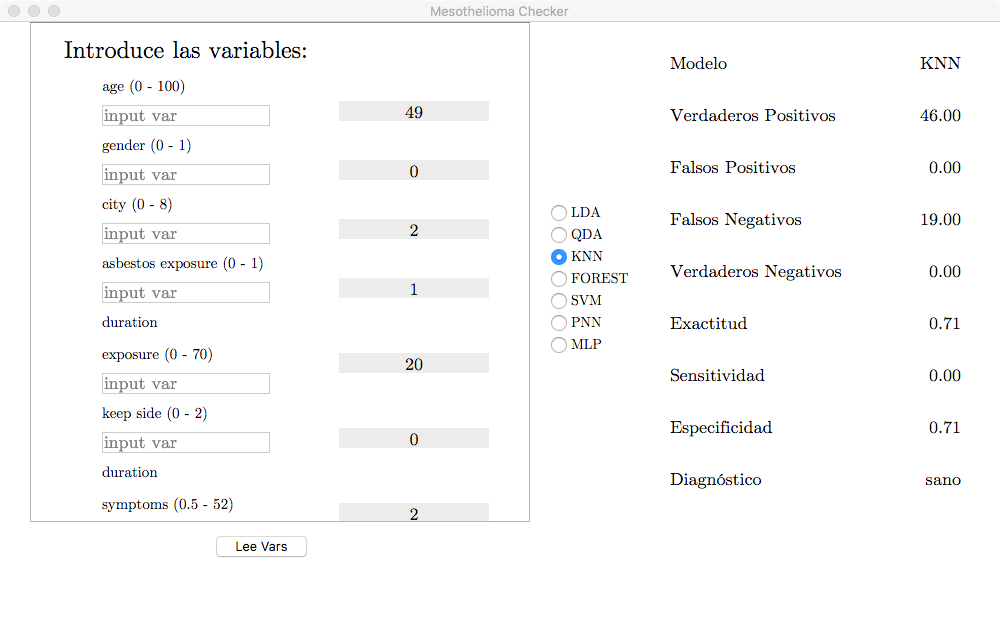 Mesothelioma Checker
Introduce las variables:
age (0 - 100)
input var
49
gender (0 - 1)
input var
0
city (0 - 8)
input var
2
asbestos exposure (0 - 1)
input var
1
duration
exposure (0 - 70)
input var
20
keep side (0 - 2)
input var
0
duration
symptoms (0.5 - 52)
2
Lee Vars
LDA
QDA
KNN
FOREST
SVM
PNN
MLP
Modelo KNN
Verdaderos Positivos 46.00
Falsos Positivos 0.00
Falsos Negativos 19.00
Verdaderos Negativos 0.00
Exactitud 0.71
Sensitividad 0.00
Especificidad 0.71
Diagnóstico sano